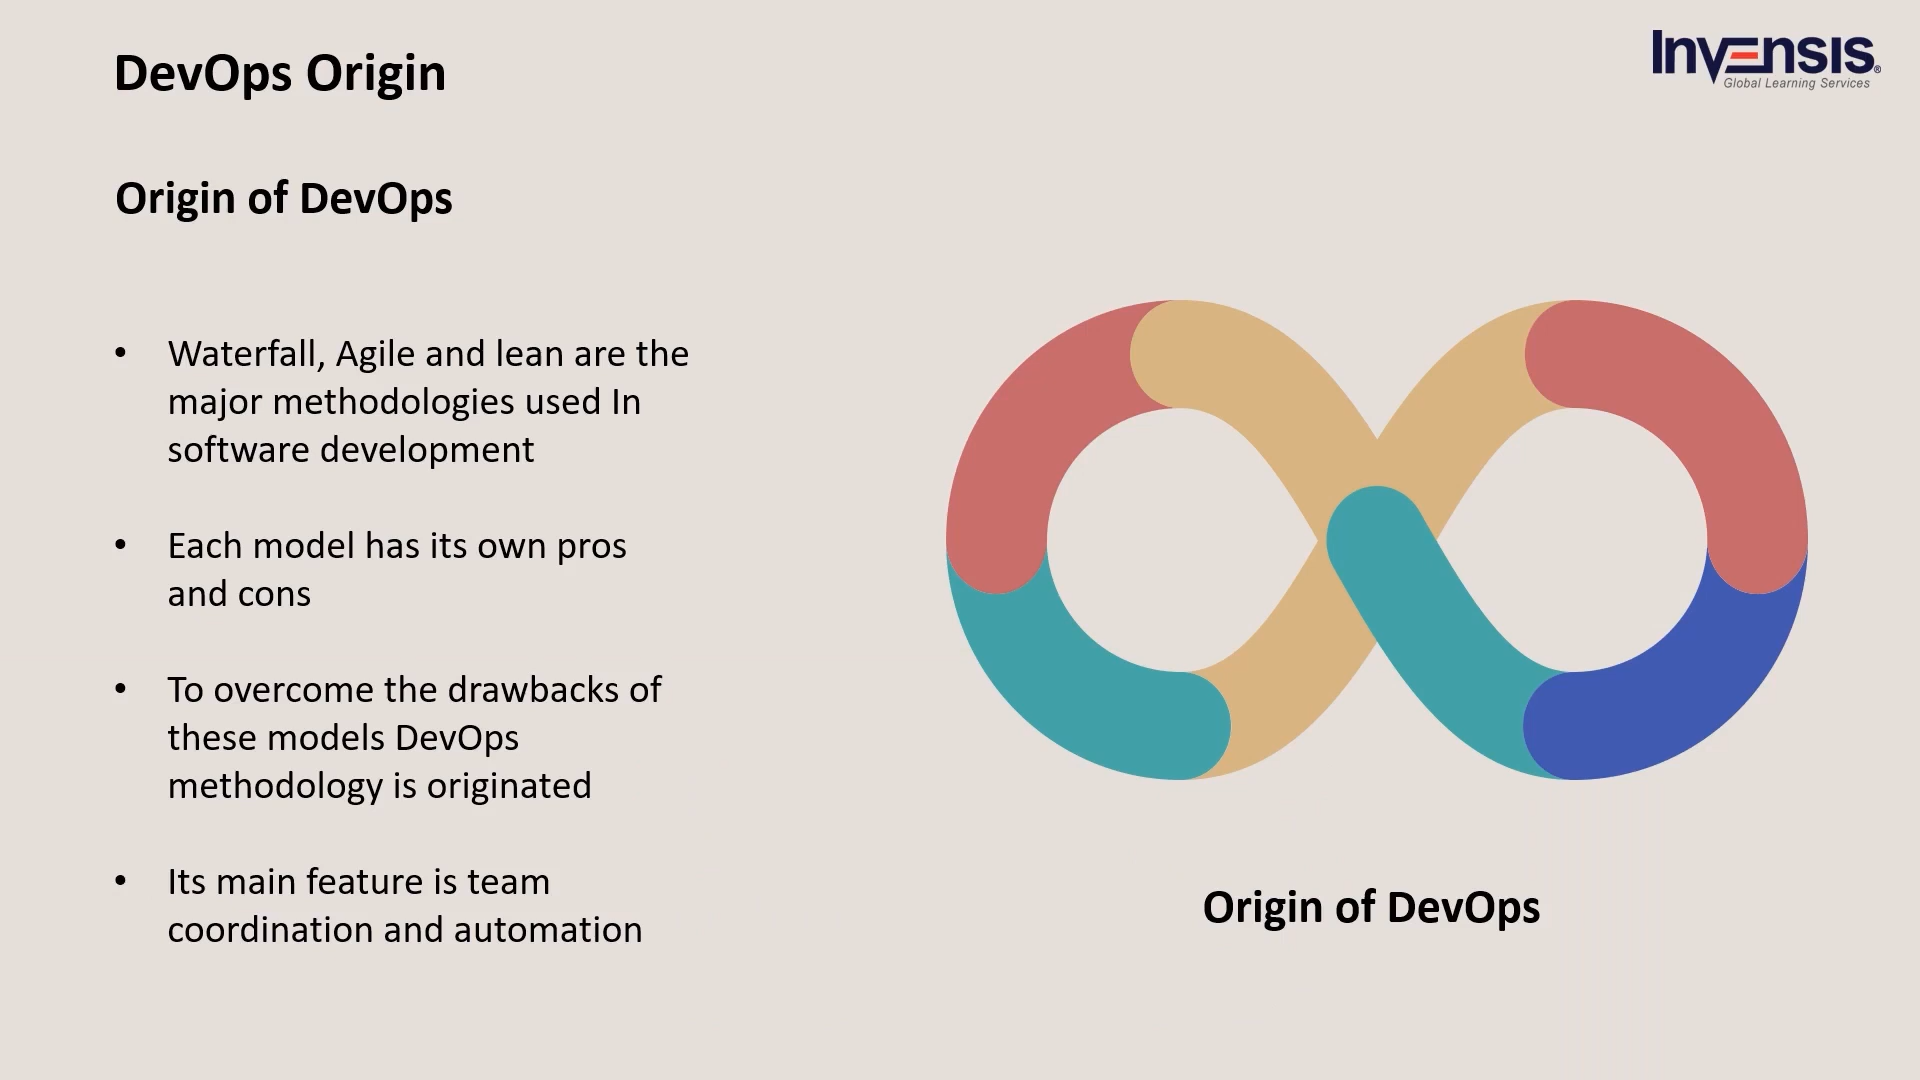 DevOps Origin
Invensis®
Global Learning Services
Origin of DevOps
• Waterfall, Agile and lean are the
major methodologies used In
software development
• Each model has its own pros
and cons
• To overcome the drawbacks of
these models DevOps
methodology is originated
• Its main feature is team
coordination and automation
Origin of DevOps